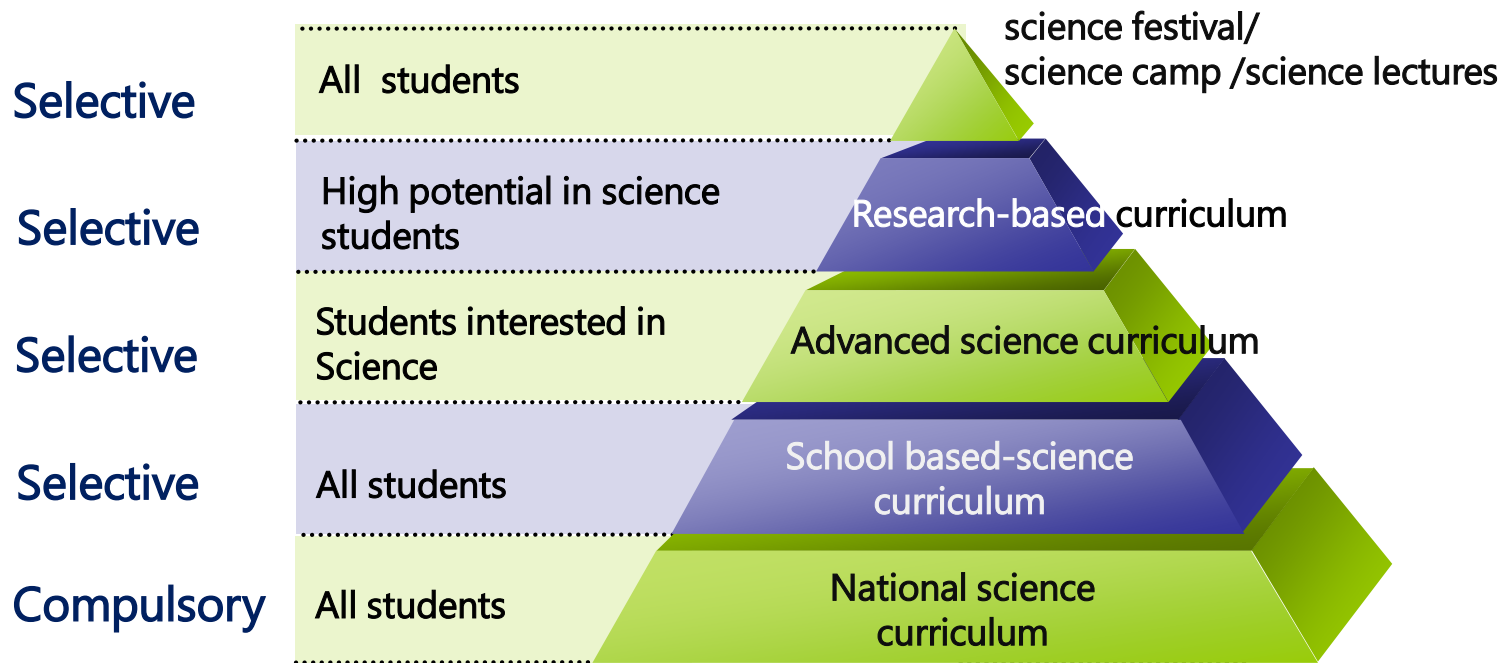 science festival/
science camp /science lectures
Selective
All students
Selective
High potential in science
students
Research-based curriculum
Selective
Students interested in
Science
Advanced science curriculum
Selective
All students
School based-science
curriculum
Compulsory
All students
National science
curriculum